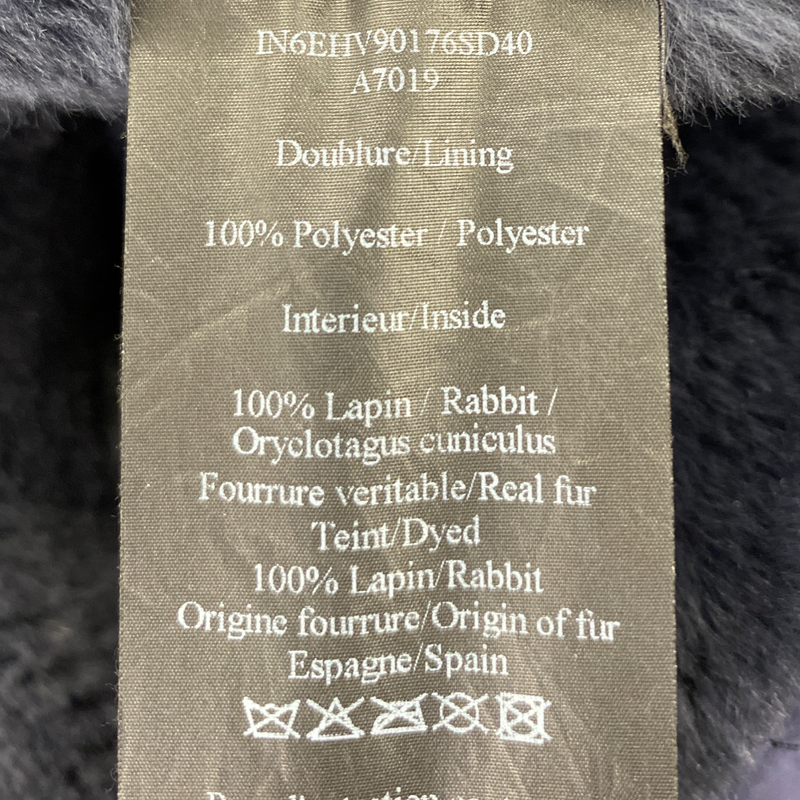 IN6EHV90176SD40
A7019
Doublure/Lining
100% Polyester / Polyester
Interieur/Inside
100% Lapin / Rabbit /
Oryclotagus cuniculus
Fourrure veritable/Real fur
Teint/Dyed
100% Lapin/Rabbit
Origine fourrure/Origin of fur
Espagne/Spain